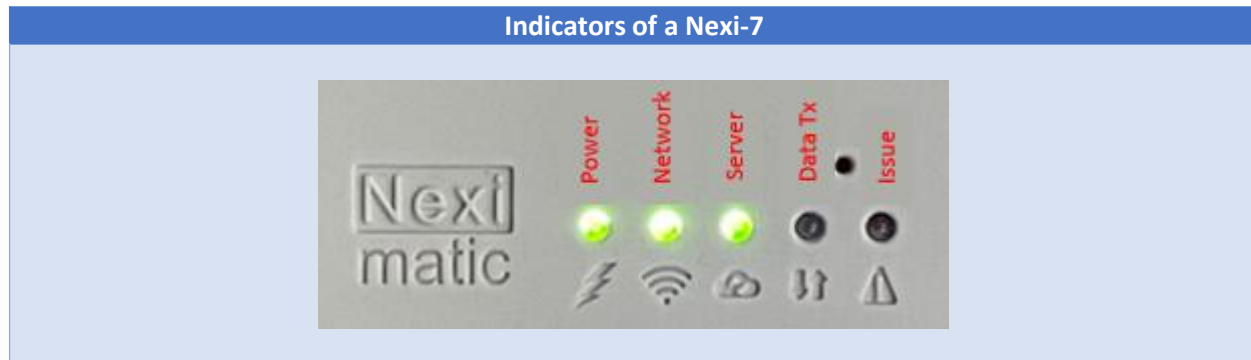 Indicators of a Nexi-7
Power
Network
Server
Data Tx
Issue
Nexi
matic